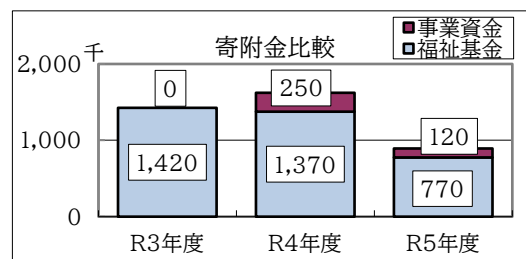 寄附金比較
事業資金
福祉基金
千
2,000
1,000
0
0
250
120
1,420
1,370
770
R3年度
R4年度
R5年度